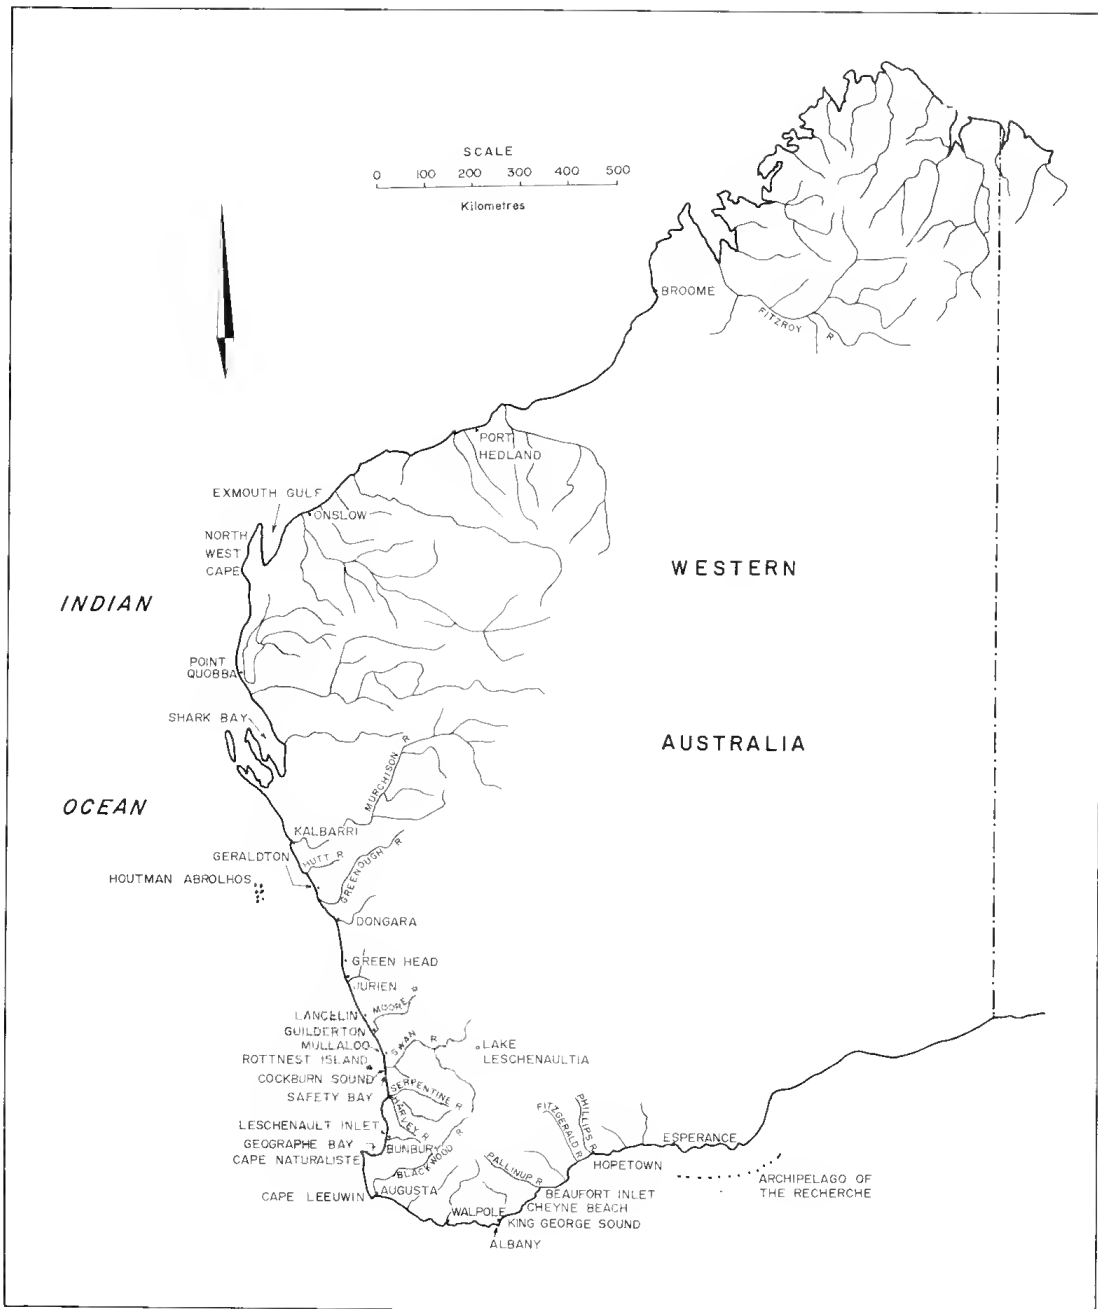 SCALE
0 100 200 300 400 500
Kilometres
BROOME
FITZROY R
PORT
HEDLAND
EXMOUTH GULF
ONSLOW
NORTH
WEST
CAPE
WESTERN
INDIAN
POINT
QUOBBA
SHARK BAY
AUSTRALIA
MURCHISON R
OCEAN
KALBARRI
GERALDTON
HUTT R
GREENOUGH R
HOUTMAN ABROLHOS
DONGARA
GREEN HEAD
JURIEN
MOORE R
LANCELIN
GUILDERTON
MULLALOO
SWAN R
LAKE
LESCHENAULTIA
ROTTNEST ISLAND
COCKBURN SOUND
SERPENTINE R
SAFETY BAY
HARVEY R
LESCHENAULT INLET
GEOGRAPHE BAY
BUNBURY
CAPE NATURALISTE
BLACKWOOD R
FITZGERALD R
PHILLIPS R
ESPERANCE
HOPETOWN
PALLINUP R
ARCHIPELAGO OF
THE RECHERCHE
CAPE LEEUWIN
AUGUSTA
BEAUFORT INLET
CHEYNE BEACH
WALPOLE
KING GEORGE SOUND
ALBANY